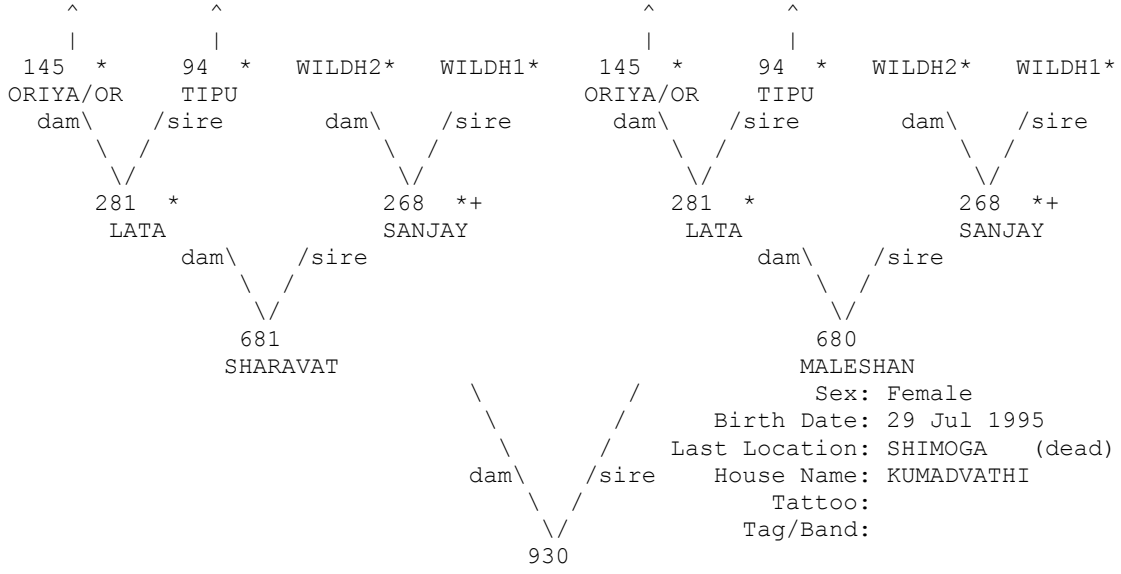 ^ ^ ^ ^
| | | |
145 * 94 * WILDH2* WILDH1* 145 * 94 * WILDH2* WILDH1*
ORIYA/OR TIPU ORIYA/OR TIPU
dam\ /sire dam\ /sire dam\ /sire dam\ /sire
\ / \ / \ / \ /
\/ \/ \/ \/
281 * 268 *+ 281 * 268 *+
LATA SANJAY LATA SANJAY
dam\ /sire dam\ /sire
\ / \ /
\/ \/
681 680
SHARAVAT MALESHAN
\ / Sex: Female
\ / Birth Date: 29 Jul 1995
\ / Last Location: SHIMOGA (dead)
dam\ /sire House Name: KUMADVATHI
\ / Tattoo:
\/ Tag/Band:
930